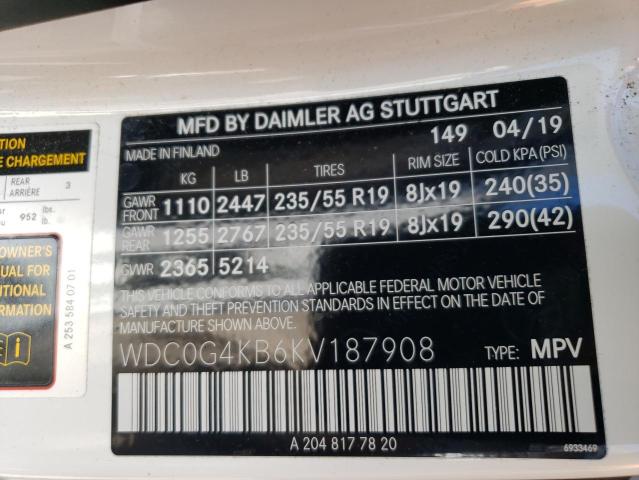 TION
E CHARGEMENT
REAR
ARRIÈRE 3
952 lbs.
lb.
OWNER'S
UAL FOR
ITIONAL
RMATION
i
A 253 584 07 01
MFD BY DAIMLER AG STUTTGART
149 04/19
MADE IN FINLAND
KG LB TIRES RIM SIZE COLD KPA(PSI)
GAWR
FRONT 1110 2447 235/55 R19 8Jx19 240(35)
GAWR
REAR 1255 2767 235/55 R19 8Jx19 290(42)
GVWR 2365 5214
THIS VEHICLE CONFORMS TO ALL APPLICABLE FEDERAL MOTOR VEHICLE
SAFETY AND THEFT PREVENTION STANDARDS IN EFFECT ON THE DATE OF
MANUFACTURE.
WDC0G4KB6KV187908 TYPE: MPV
A 204 817 78 20
6933469